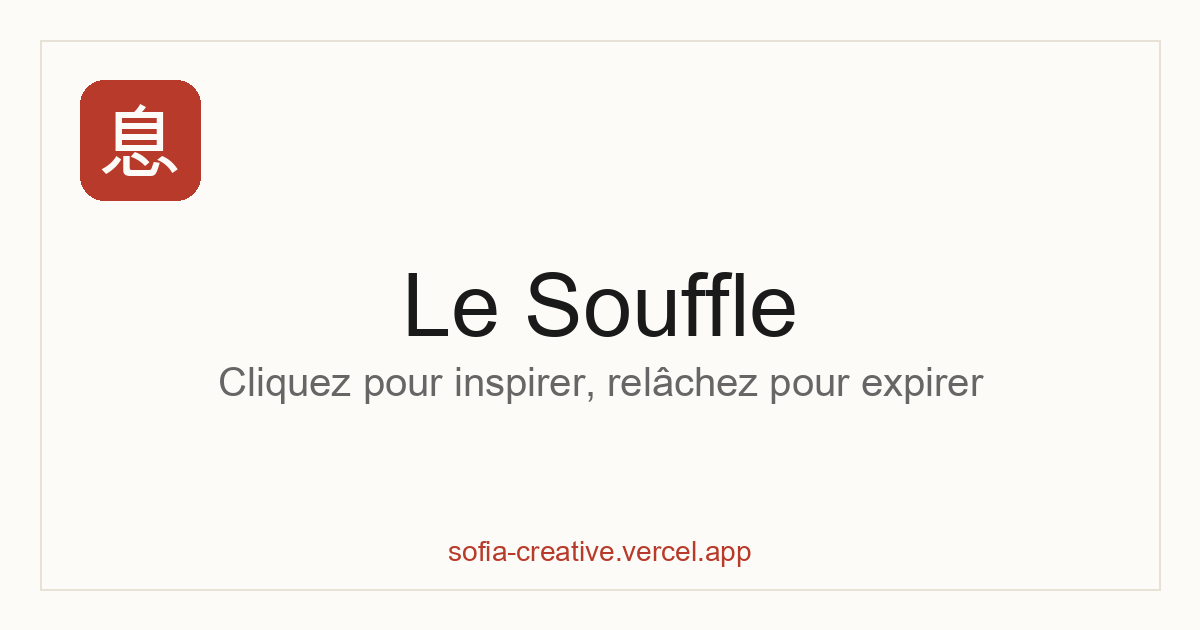 息
Le Souffle
Cliquez pour inspirer, relâchez pour expirer
sofia-creative.vercel.app